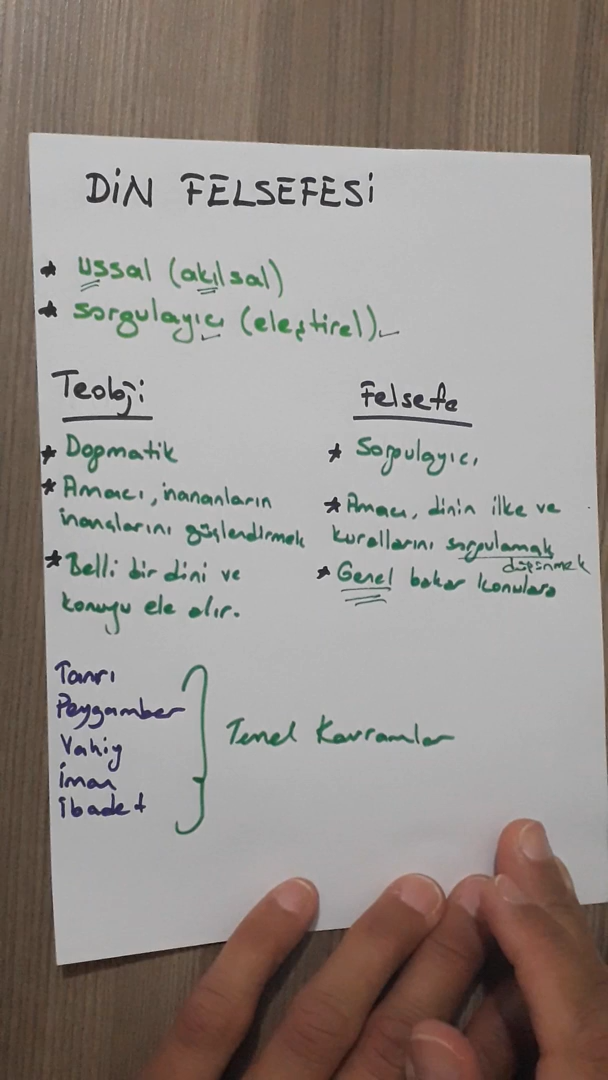 DİN FELSEFESİ
* ussal (akılsal)
* sorgulayıcı (eleştirel)
Teoloji
* Dogmatik
* Amacı, inananların
inançlarını güçlendirmek
* Belli bir dini ve
konuyu ele alır.
Felsefe
* Sorgulayıcı
* Amacı, dinin ilke ve
kurallarını sorgulamak
düşünmek
* Genel bakar konulara
Tanrı
Peygamber
Vahiy
İman
İbadet
Temel Kavramlar